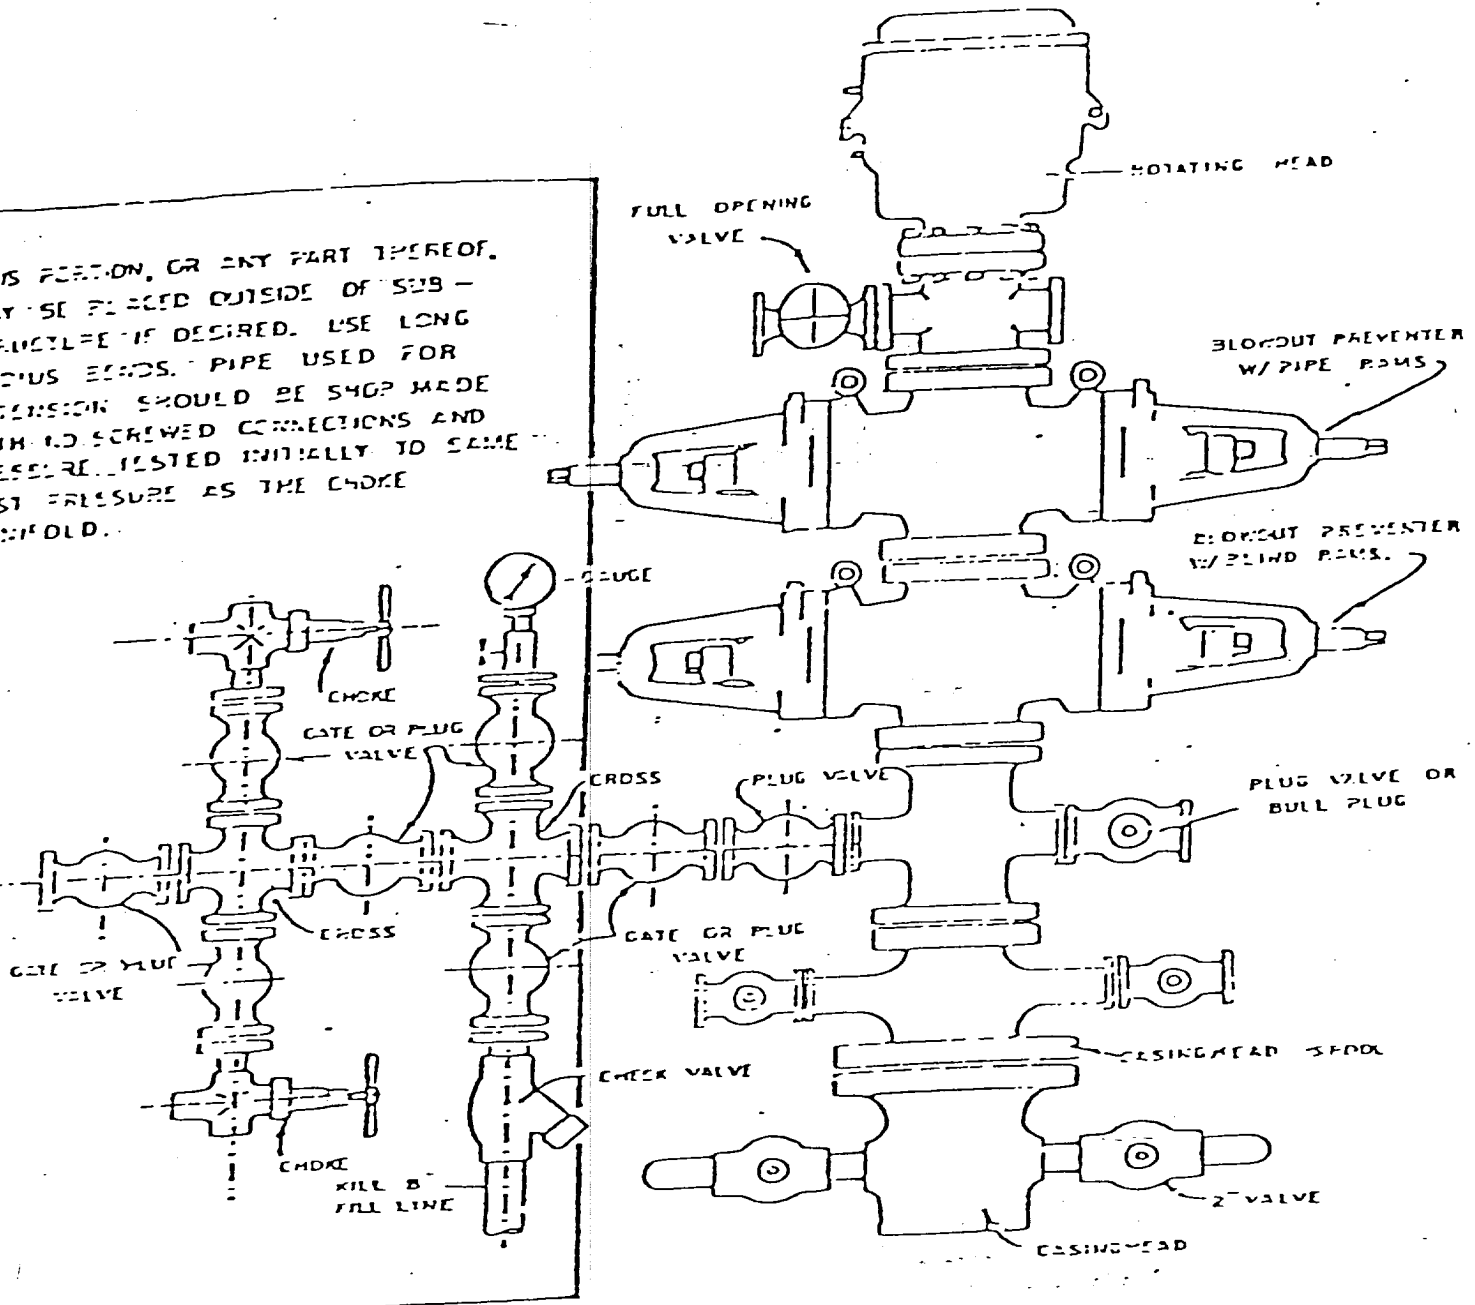 ROTATING HEAD
FULL OPENING
VALVE
PORTION, OR ANY PART THEREOF,
BE PLACED OUTSIDE OF SUB-
IF DESIRED. USE LONG
BENDS. PIPE USED FOR
SHOULD BE SHOP MADE
NO SCREWED CONNECTIONS AND
TESTED INITIALLY TO SAME
PRESSURE AS THE CHOKE
BLOWOUT PREVENTER
W/ PIPE RAMS
BLOWOUT PREVENTER
W/ BLIND RAMS.
GAUGE
CHOKE
GATE OR PLUG
VALVE
CROSS
PLUG VALVE
PLUG VALVE OR
BULL PLUG
CROSS
GATE OR PLUG
VALVE
GATE OR PLUG
VALVE
CASINGHEAD SPOOL
CHECK VALVE
CHOKE
KILL &
FILL LINE
2" VALVE
CASINGHEAD